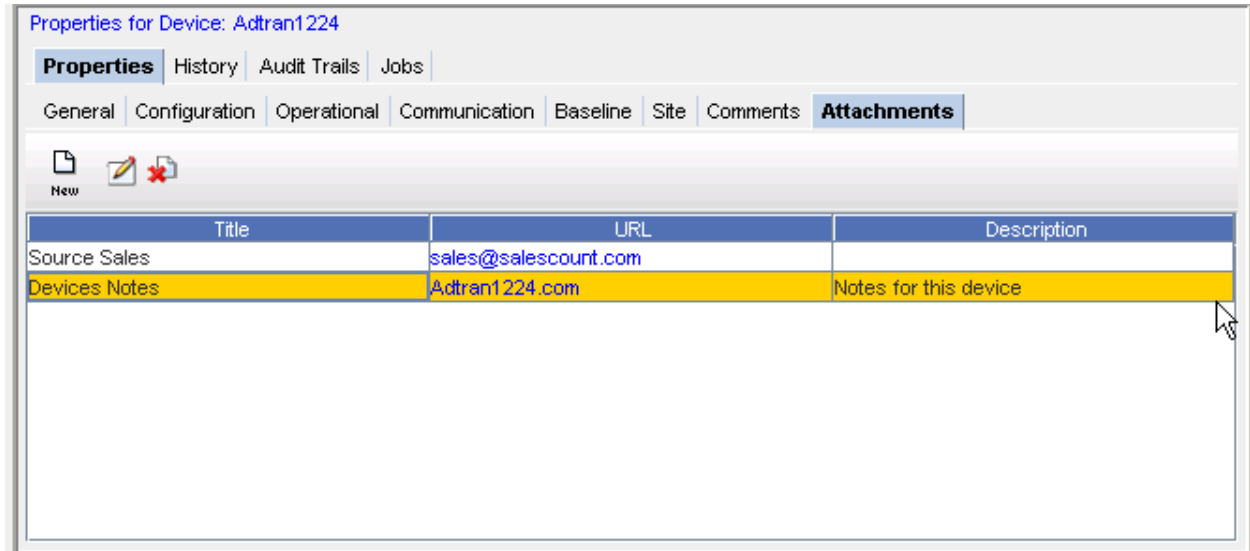 Properties for Device: Adtran1224
Properties History Audit Trails Jobs
General Configuration Operational Communication Baseline Site Comments Attachments
New
Title URL Description
Source Sales sales@salescount.com
Devices Notes Adtran1224.com Notes for this device